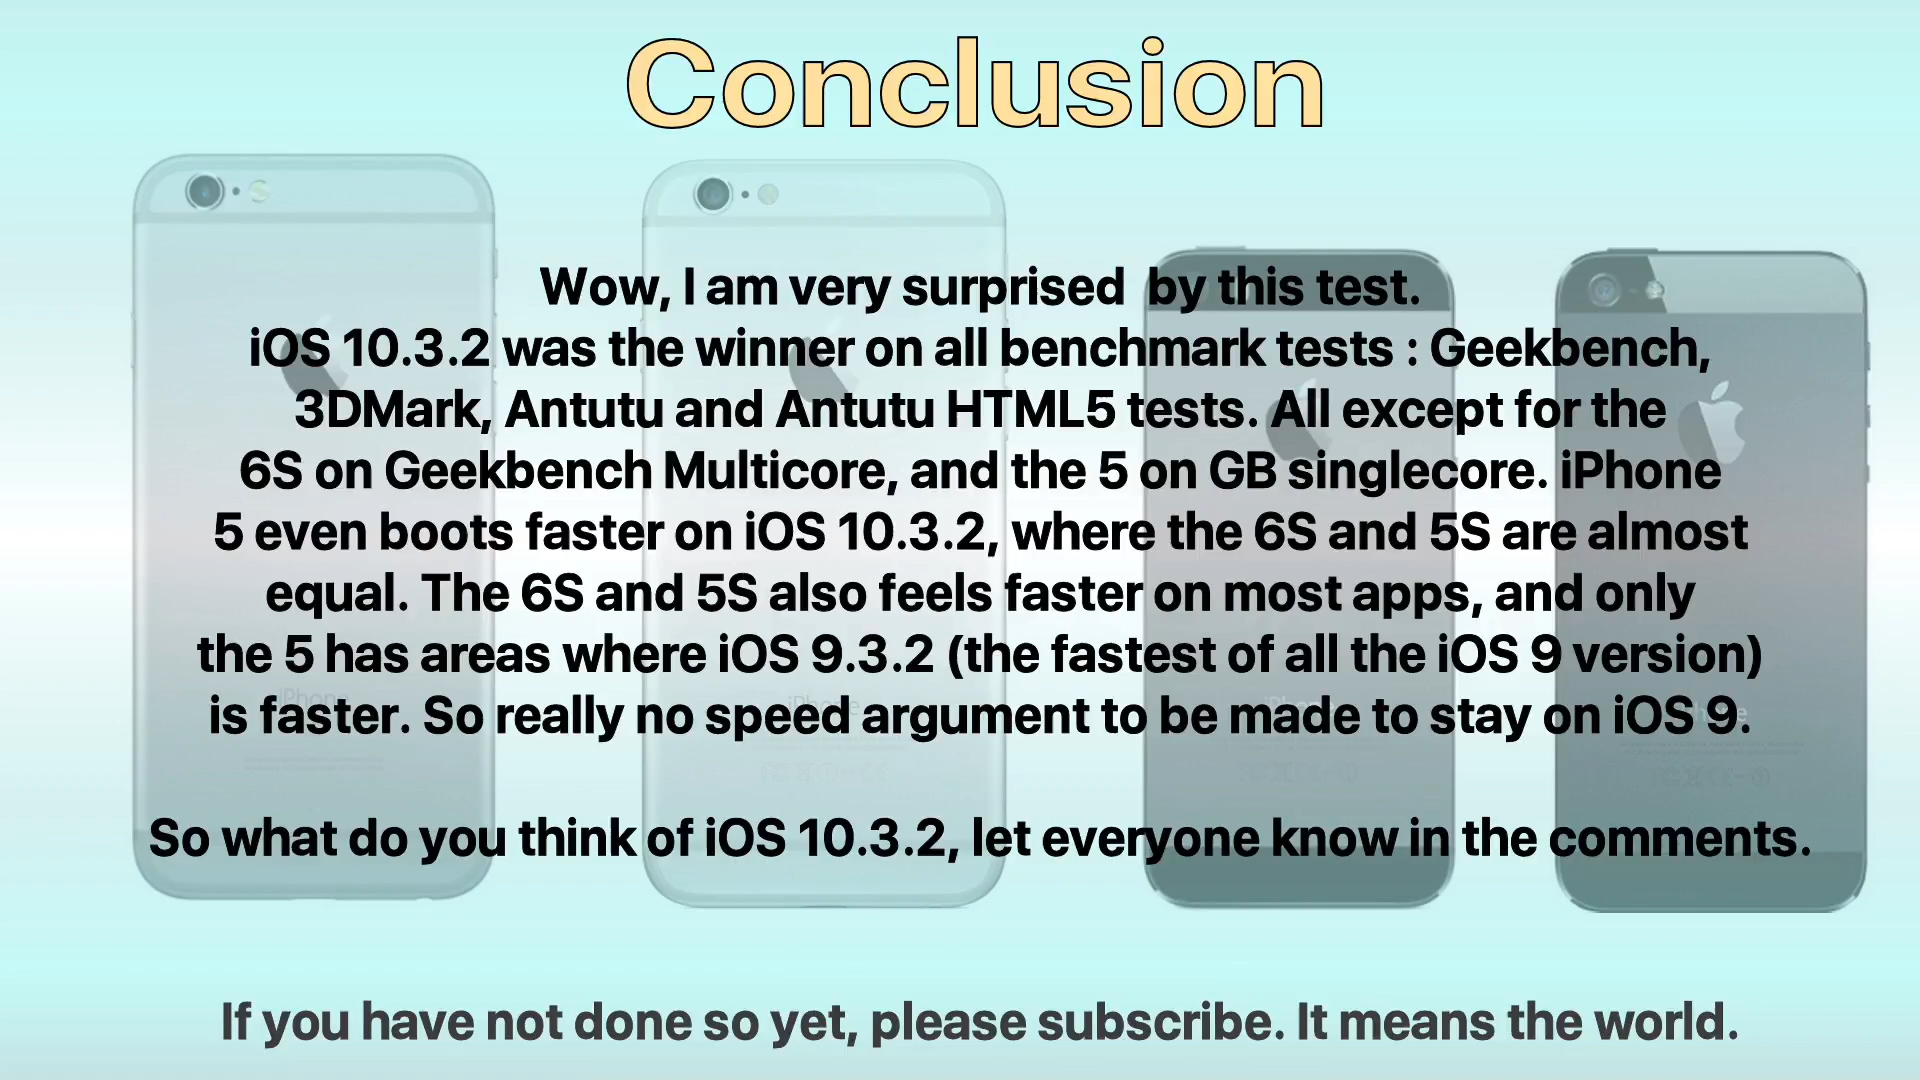 Conclusion
Wow, I am very surprised  by this test.
iOS 10.3.2 was the winner on all benchmark tests : Geekbench,
3DMark, Antutu and Antutu HTML5 tests. All except for the
6S on Geekbench Multicore, and the 5 on GB singlecore. iPhone
5 even boots faster on iOS 10.3.2, where the 6S and 5S are almost
equal. The 6S and 5S also feels faster on most apps, and only
the 5 has areas where iOS 9.3.2 (the fastest of all the iOS 9 version)
is faster. So really no speed argument to be made to stay on iOS 9.
iPhone
iPhone
iPhone
So what do you think of iOS 10.3.2, let everyone know in the comments.
If you have not done so yet, please subscribe. It means the world.